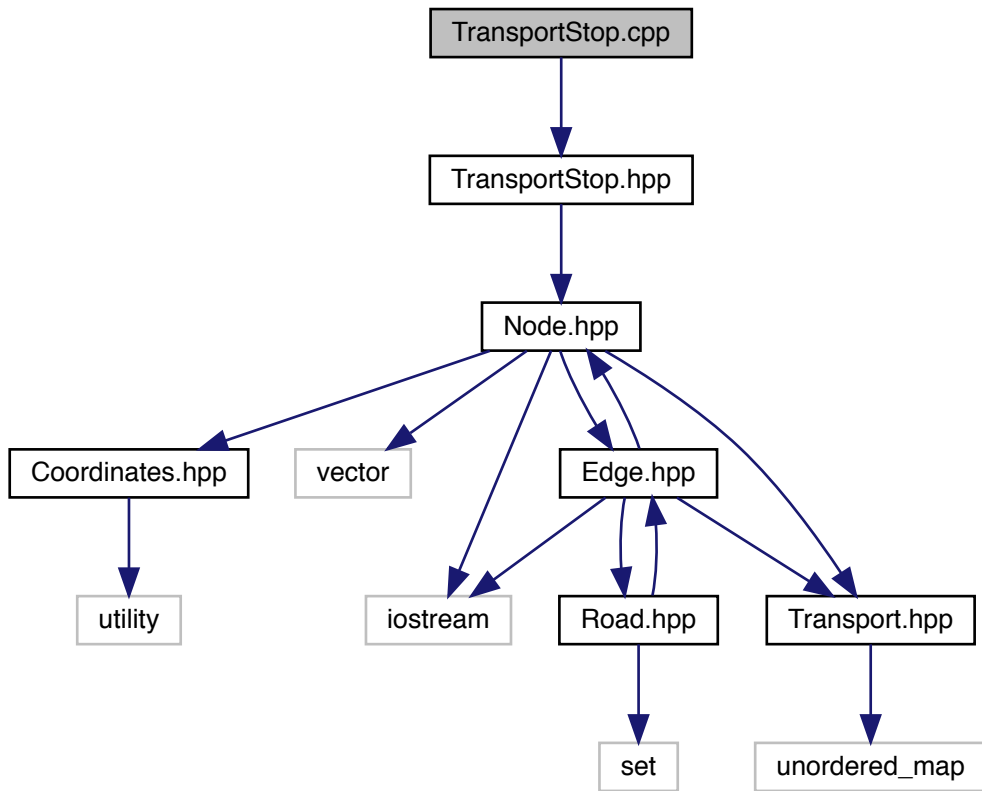 TransportStop.cpp
TransportStop.hpp
Node.hpp
Coordinates.hpp
vector
Edge.hpp
utility
iostream
Road.hpp
Transport.hpp
set
unordered_map